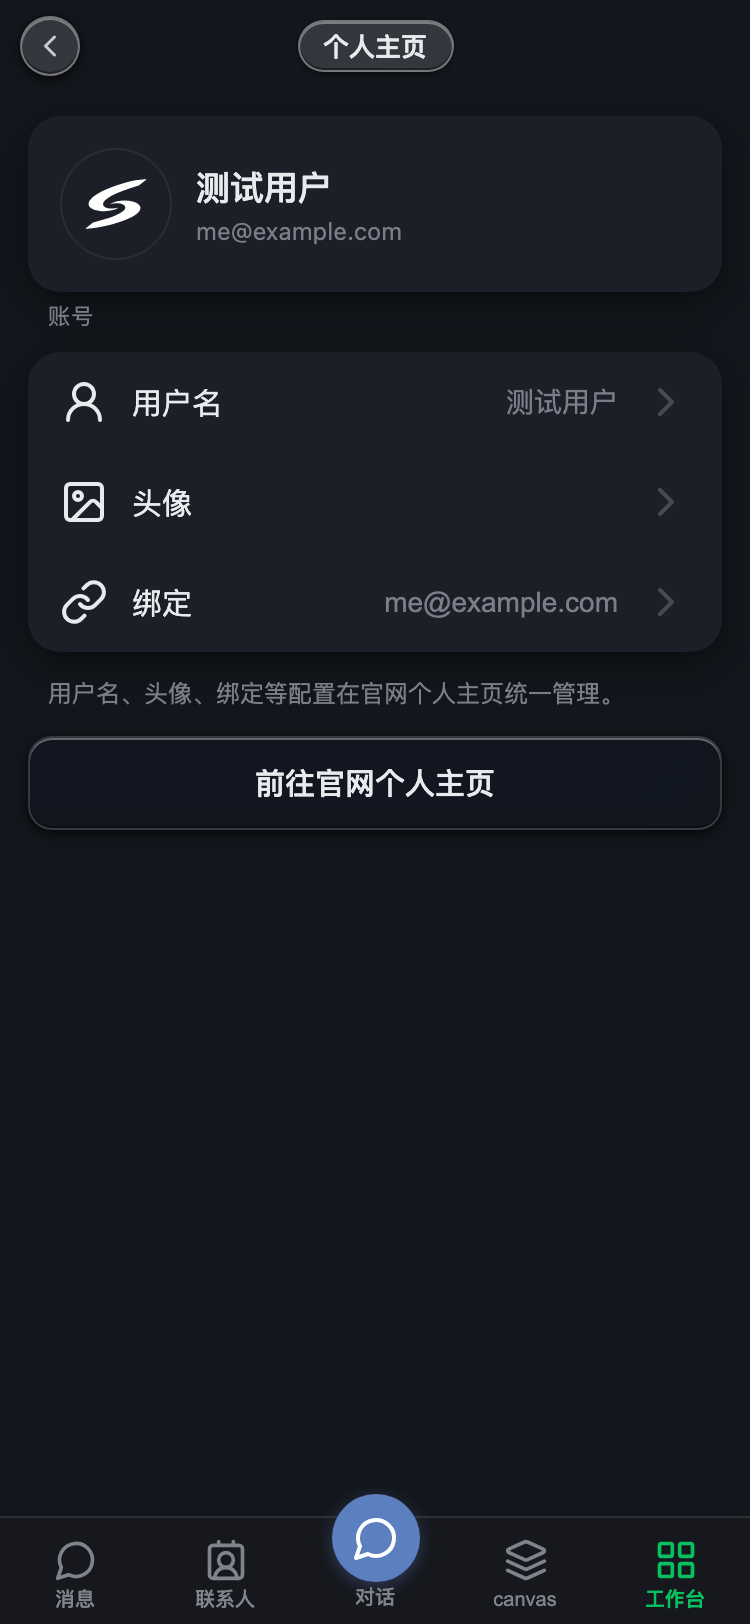 个人主页
测试用户
me@example.com
账号
用户名 测试用户
头像
绑定 me@example.com
用户名、头像、绑定等配置在官网个人主页统一管理。
前往官网个人主页
消息 联系人 对话 canvas 工作台